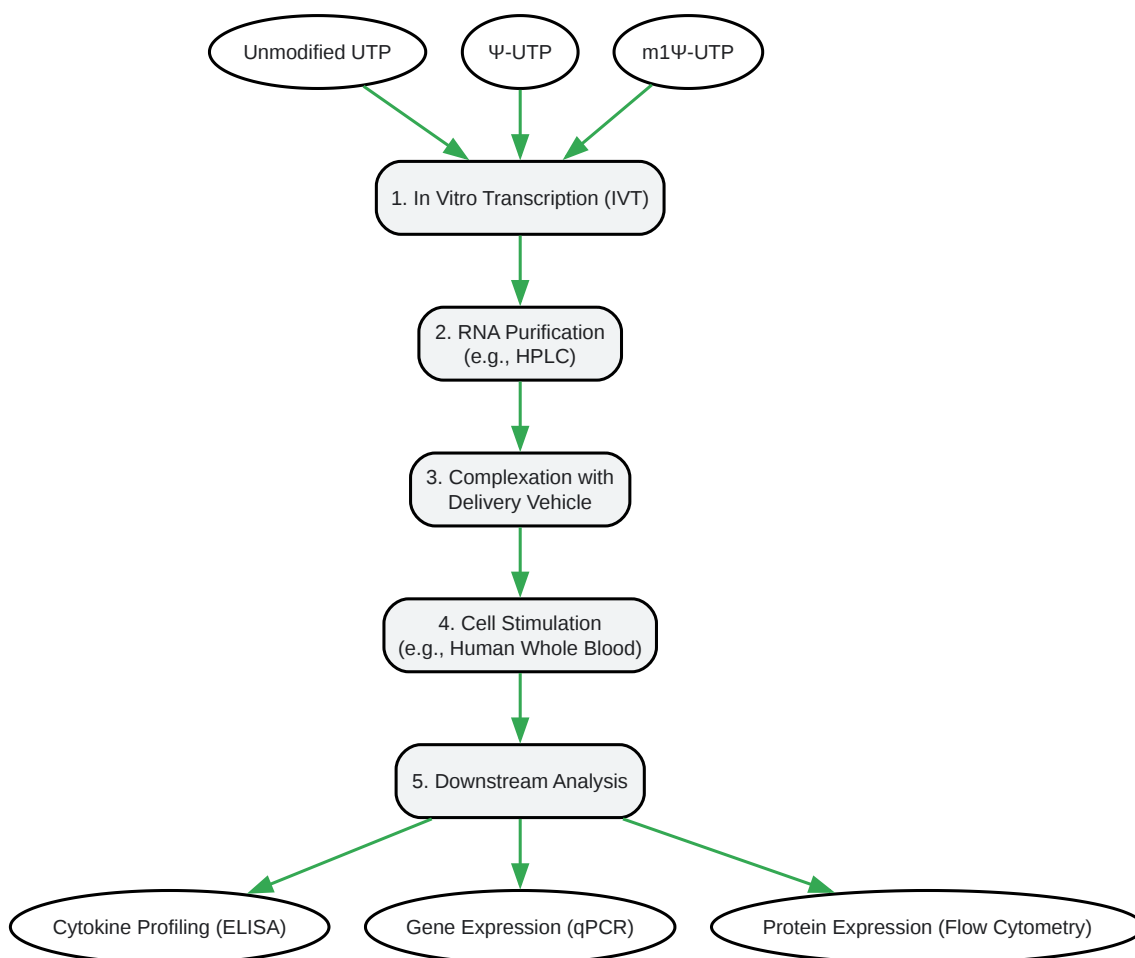 Unmodified UTP
Ψ-UTP
m1Ψ-UTP
1. In Vitro Transcription (IVT)
2. RNA Purification
(e.g., HPLC)
3. Complexation with
Delivery Vehicle
4. Cell Stimulation
(e.g., Human Whole Blood)
5. Downstream Analysis
Cytokine Profiling (ELISA)
Gene Expression (qPCR)
Protein Expression (Flow Cytometry)